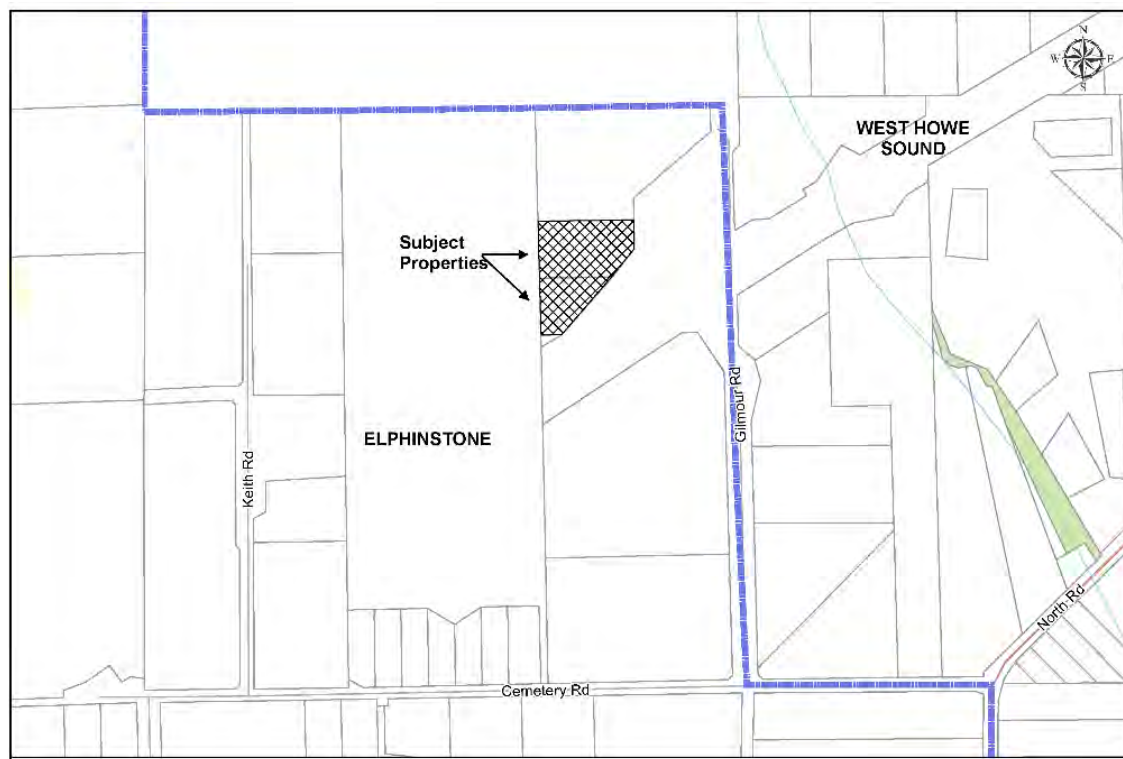 N
W E
S
WEST HOWE
SOUND
Subject
Properties
Gilmour Rd
ELPHINSTONE
Keith Rd
North Rd
Cemetery Rd